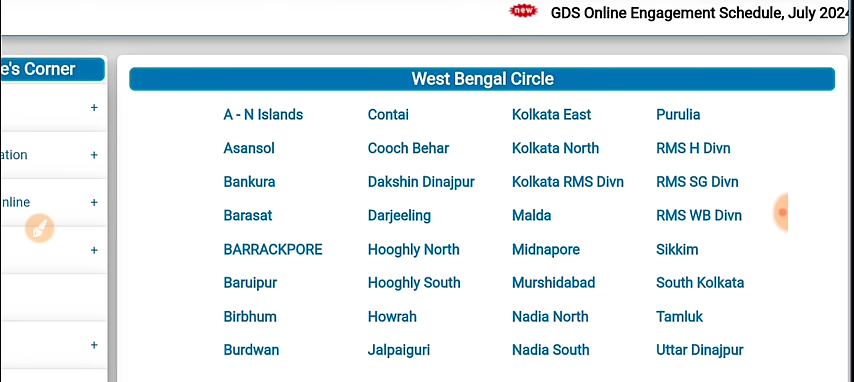 new GDS Online Engagement Schedule, July 2024
e's Corner
West Bengal Circle
+
A - N Islands Contai Kolkata East Purulia
ation +
Asansol Cooch Behar Kolkata North RMS H Divn
Bankura Dakshin Dinajpur Kolkata RMS Divn RMS SG Divn
nline +
Barasat Darjeeling Malda RMS WB Divn
+
BARRACKPORE Hooghly North Midnapore Sikkim
Baruipur Hooghly South Murshidabad South Kolkata
Birbhum Howrah Nadia North Tamluk
+
Burdwan Jalpaiguri Nadia South Uttar Dinajpur